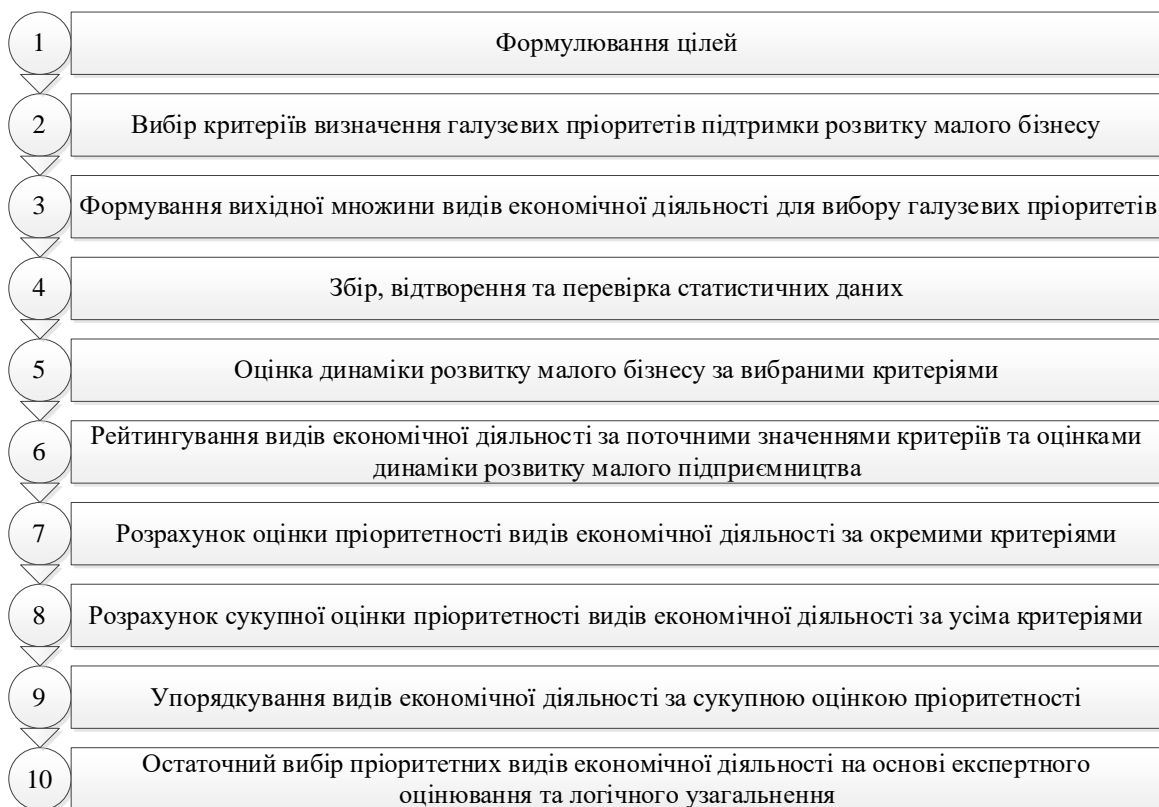 1
Формулювання цілей
2
Вибір критеріїв визначення галузевих пріоритетів підтримки розвитку малого бізнесу
3
Формування вихідної множини видів економічної діяльності для вибору галузевих пріоритетів
4
Збір, відтворення та перевірка статистичних даних
5
Оцінка динаміки розвитку малого бізнесу за вибраними критеріями
6
Рейтингування видів економічної діяльності за поточними значеннями критеріїв та оцінками
динаміки розвитку малого підприємництва
7
Розрахунок оцінки пріоритетності видів економічної діяльності за окремими критеріями
8
Розрахунок сукупної оцінки пріоритетності видів економічної діяльності за усіма критеріями
9
Упорядкування видів економічної діяльності за сукупною оцінкою пріоритетності
10
Остаточний вибір пріоритетних видів економічної діяльності на основі експертного
оцінювання та логічного узагальнення